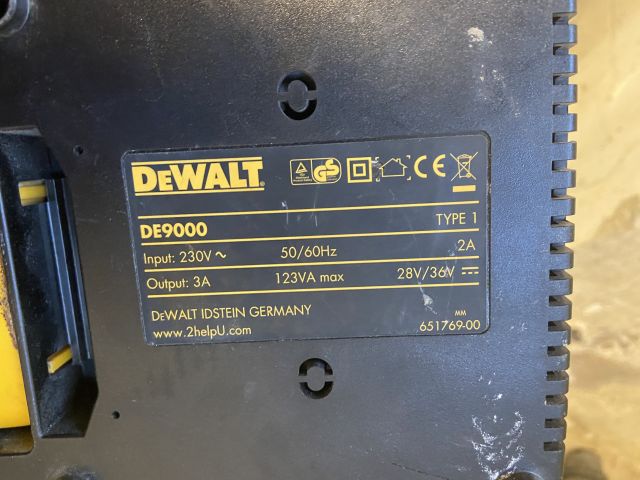 DEWALT
DE9000 TYPE 1
Input: 230V ~ 50/60Hz 2A
Output: 3A 123VA max 28V/36V ⎓
DEWALT IDSTEIN GERMANY
www.2helpU.com
MM
651769-00